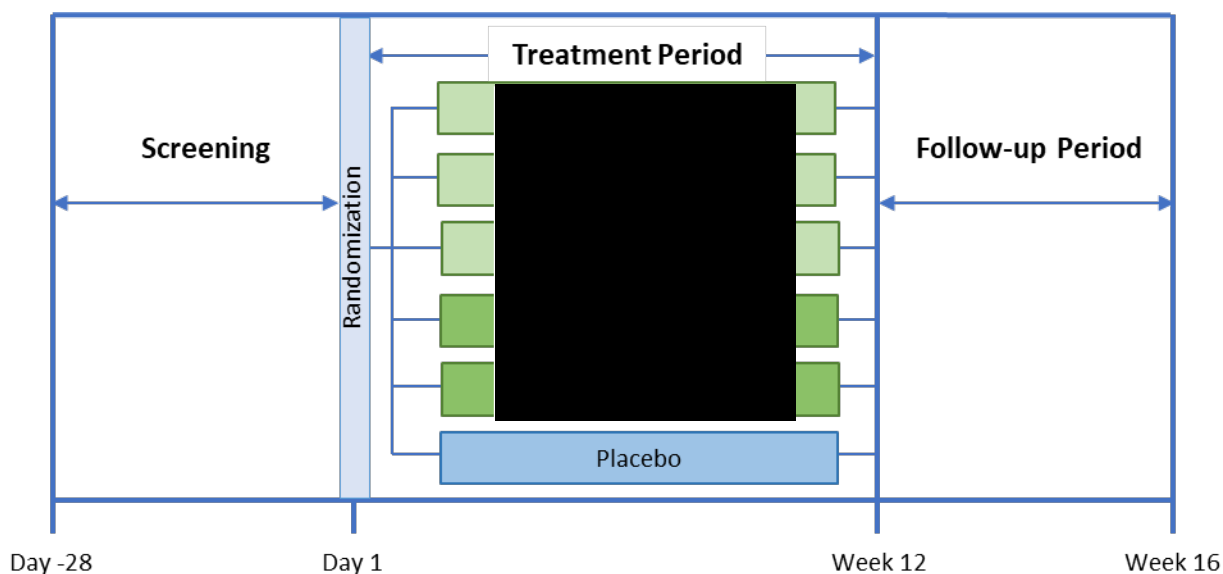 Treatment Period
Screening
Follow-up Period
Randomization
Placebo
Day -28
Day 1
Week 12
Week 16